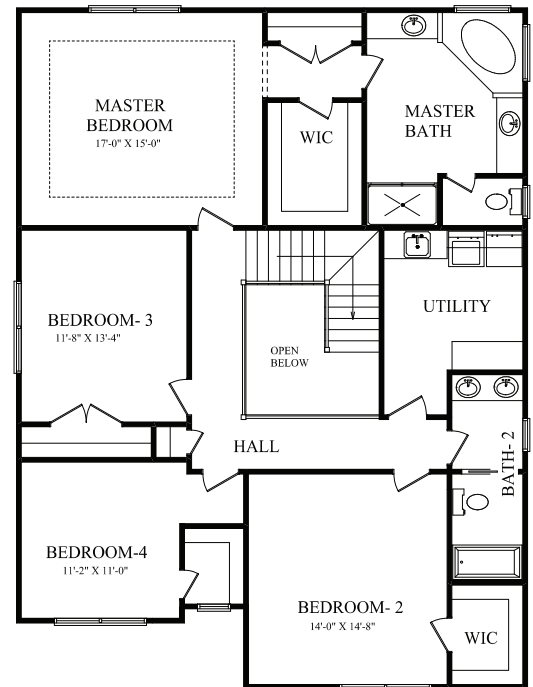 MASTER
BEDROOM
17'-0" X 15'-0"
WIC
MASTER
BATH
BEDROOM- 3
11'-8" X 13'-4"
UTILITY
OPEN
BELOW
HALL
BATH- 2
BEDROOM-4
11'-2" X 11'-0"
BEDROOM- 2
14'-0" X 14'-8"
WIC